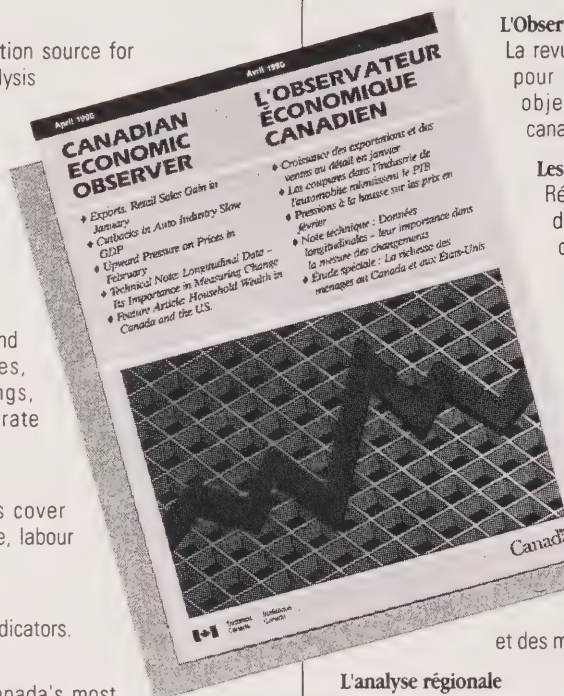 tion source for
lysis
nd
es,
ngs,
rate
s cover
e, labour
dicators.
nada's most
April 1990
Avril 1990
CANADIAN
ECONOMIC
OBSERVER
♦ Exports, Retail Sales Gain in
January
♦ Cutbacks in Auto Industry Slow
GDP
♦ Upward Pressure on Prices in
February
♦ Technical Note: Longitudinal Data –
Its Importance in Measuring Change
♦ Feature Article: Household Wealth in
Canada and the U.S.
L'OBSERVATEUR
ÉCONOMIQUE
CANADIEN
♦ Croissance des exportations et des
ventes au détail en janvier
♦ Les coupures dans l'industrie de
l'automobile ralentissent le PIB
♦ Pressions à la hausse sur les prix en
février
♦ Note technique : Données
longitudinales – leur importance dans
la mesure des changements
♦ Étude spéciale : La richesse des
ménages au Canada et aux États-Unis
Statistics Statistique
Canada Canada
Canada
L'Obser
La revu
pour
obje
cana
Les
Ré
d
et des m
L'analyse régionale